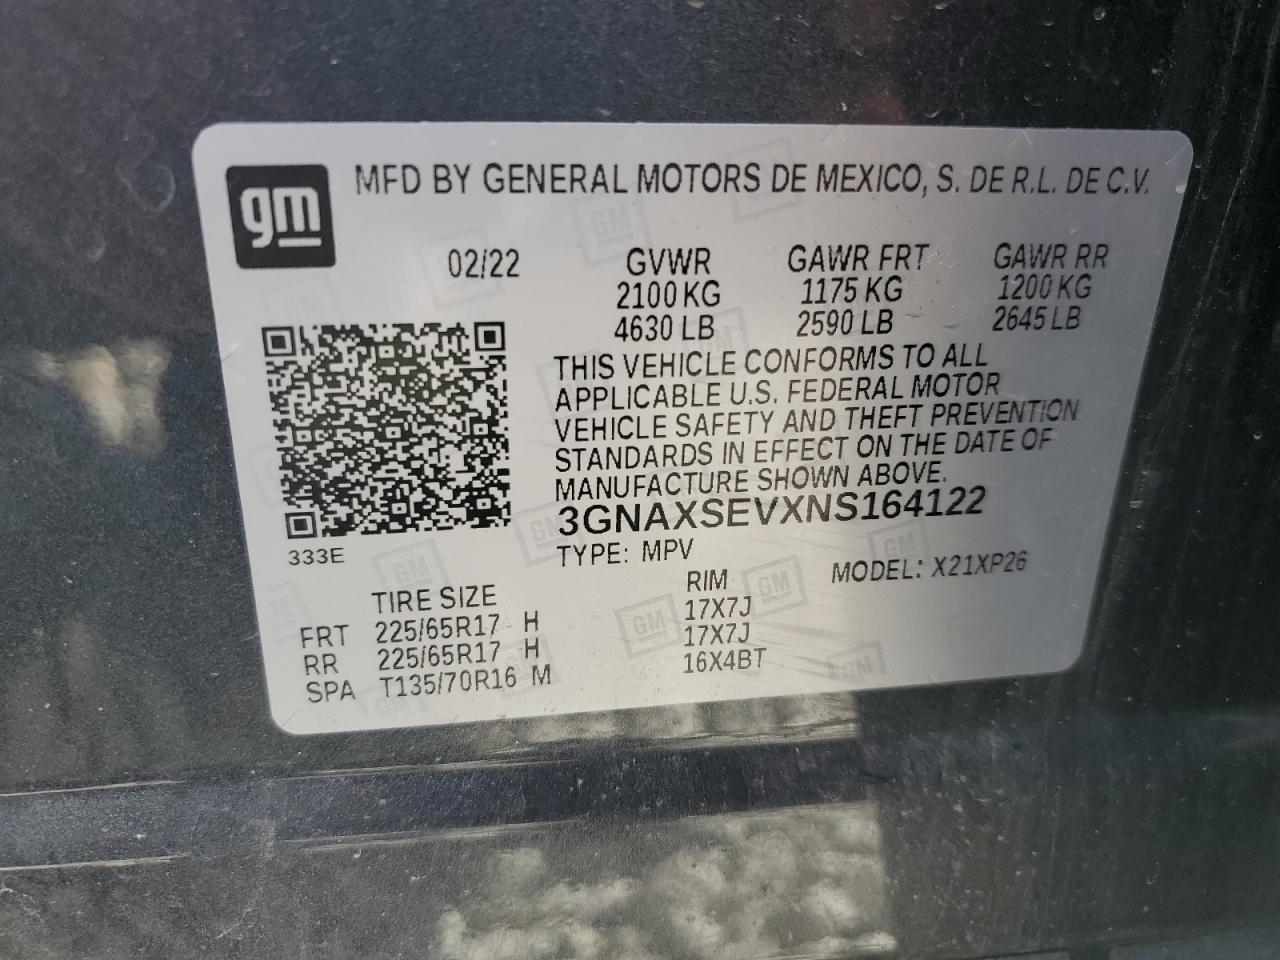 gm
MFD BY GENERAL MOTORS DE MEXICO, S. DE R.L. DE C.V.
02/22 GVWR GAWR FRT GAWR RR
2100 KG 1175 KG 1200 KG
4630 LB 2590 LB 2645 LB
THIS VEHICLE CONFORMS TO ALL
APPLICABLE U.S. FEDERAL MOTOR
VEHICLE SAFETY AND THEFT PREVENTION
STANDARDS IN EFFECT ON THE DATE OF
MANUFACTURE SHOWN ABOVE.
3GNAXSEVXNS164122
333E
TYPE: MPV MODEL: X21XP26
TIRE SIZE RIM
FRT 225/65R17 H 17X7J
RR 225/65R17 H 17X7J
SPA T135/70R16 M 16X4BT